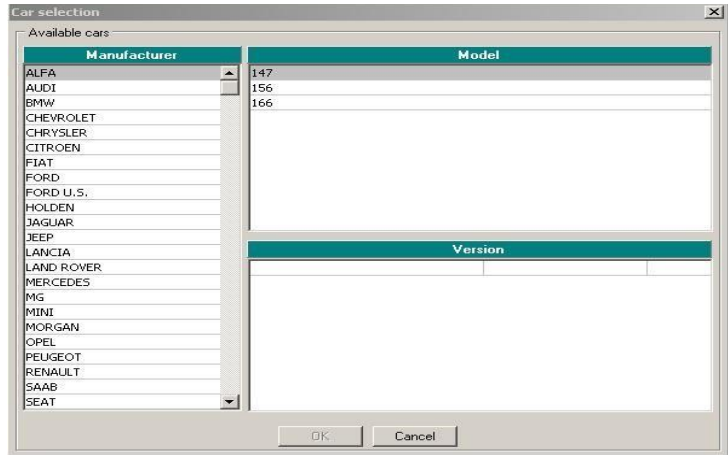 Car selection
Available cars
Manufacturer
ALFA
AUDI
BMW
CHEVROLET
CHRYSLER
CITROEN
FIAT
FORD
FORD U.S.
HOLDEN
JAGUAR
JEEP
LANCIA
LAND ROVER
MERCEDES
MG
MINI
MORGAN
OPEL
PEUGEOT
RENAULT
SAAB
SEAT
Model
147
156
166
Version
OK
Cancel